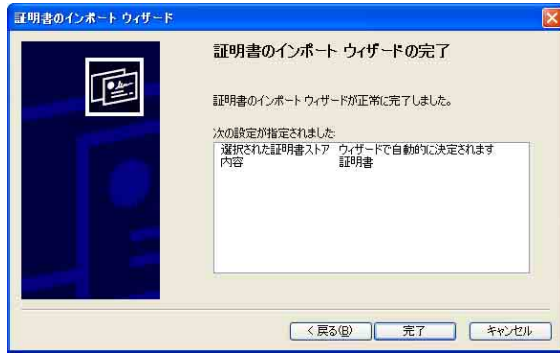 証明書のインポート ウィザード
証明書のインポート ウィザードの完了
証明書のインポート ウィザードが正常に完了しました。
次の設定が指定されました:
選択された証明書ストア ウィザードで自動的に決定されます
内容 証明書
< 戻る(B) 完了 キャンセル